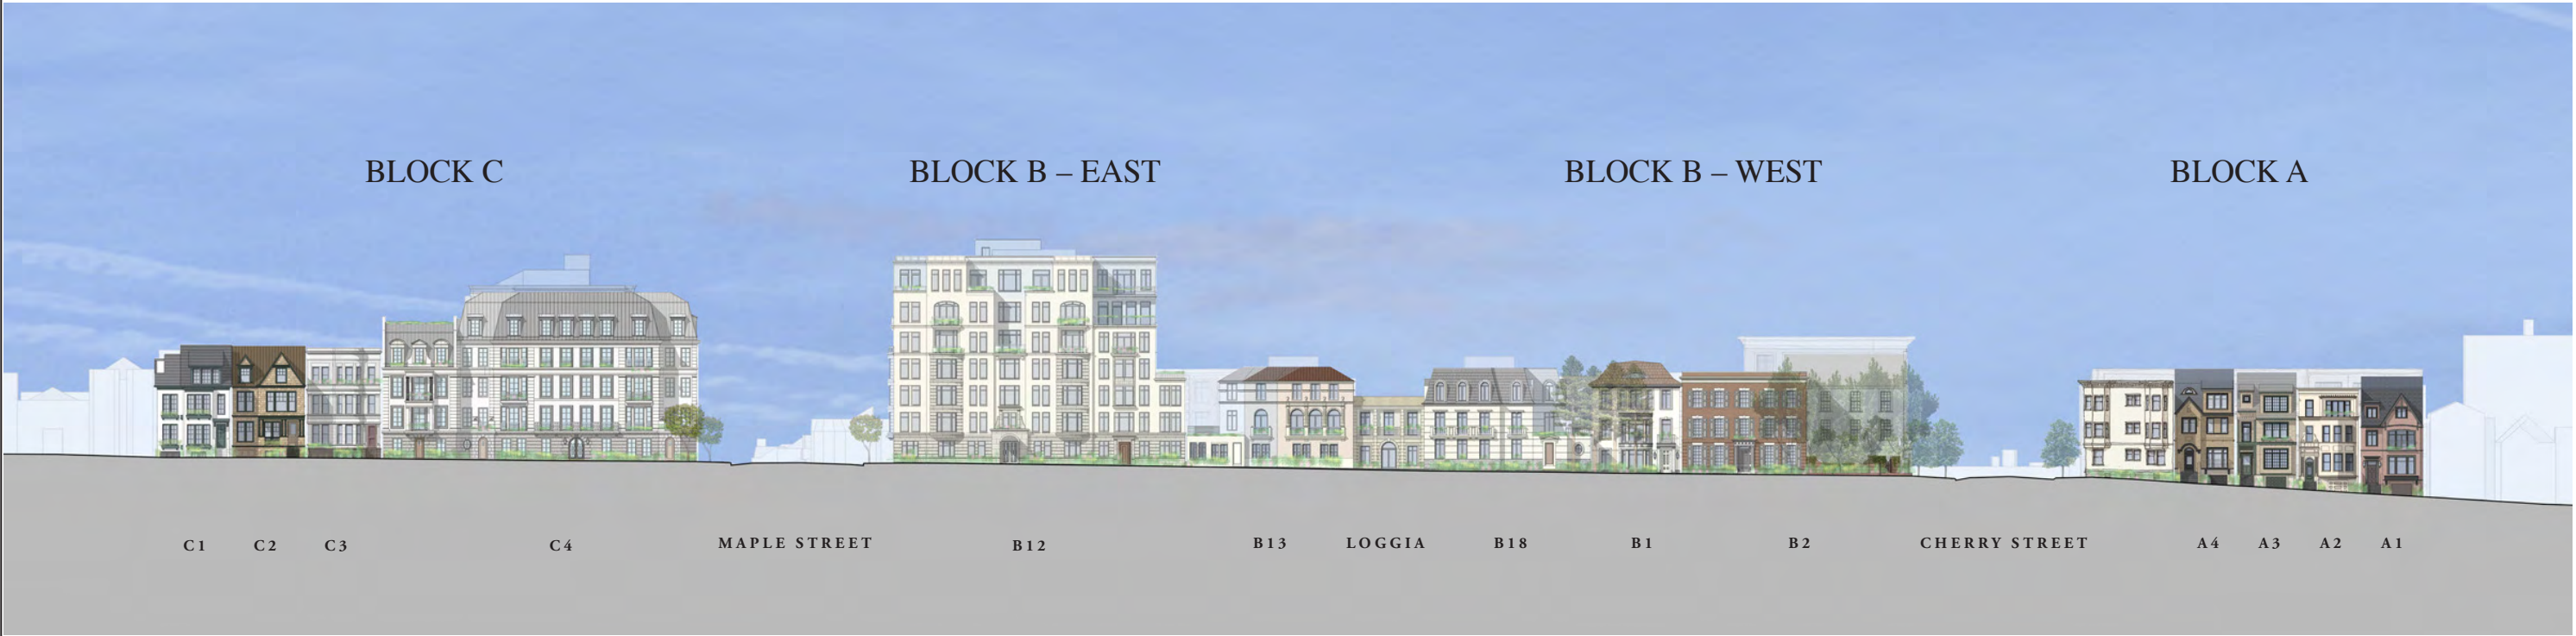 BLOCK C
BLOCK B – EAST
BLOCK B – WEST
BLOCK A
C1
C2
C3
C4
MAPLE STREET
B12
B13
LOGGIA
B18
B1
B2
CHERRY STREET
A4
A3
A2
A1